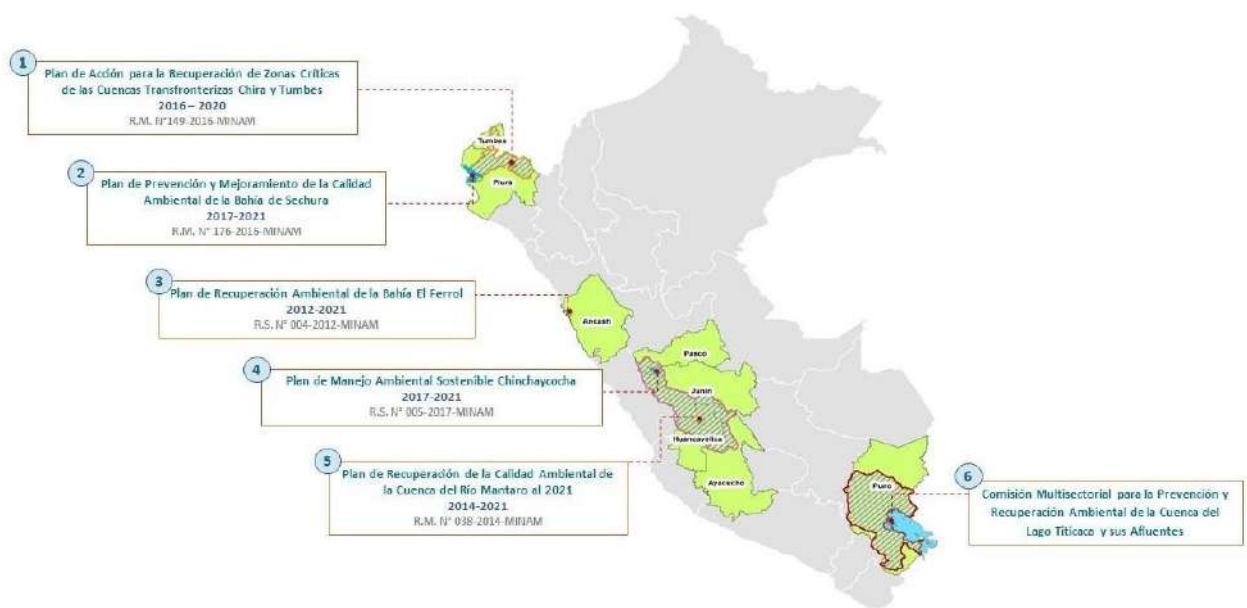 1
Plan de Acción para la Recuperación de Zonas Críticas
de las Cuencas Transfronterizas Chira y Tumbes
2016 – 2020
R.M. N°149-2016-MINAM
2
Plan de Prevención y Mejoramiento de la Calidad
Ambiental de la Bahía de Sechura
2017-2021
R.M. N° 176-2016-MINAM
3
Plan de Recuperación Ambiental de la Bahía El Ferrol
2012-2021
R.S. N° 004-2012-MINAM
4
Plan de Manejo Ambiental Sostenible Chinchaycocha
2017-2021
R.S. N° 005-2017-MINAM
5
Plan de Recuperación de la Calidad Ambiental de
la Cuenca del Río Mantaro al 2021
2014-2021
R.M. N° 038-2014-MINAM
6
Comisión Multisectorial para la Prevención y
Recuperación Ambiental de la Cuenca del
Lago Titicaca y sus Afluentes
Tumbes
Piura
Ancash
Pasco
Junín
Huancavelica
Ayacucho
Puno